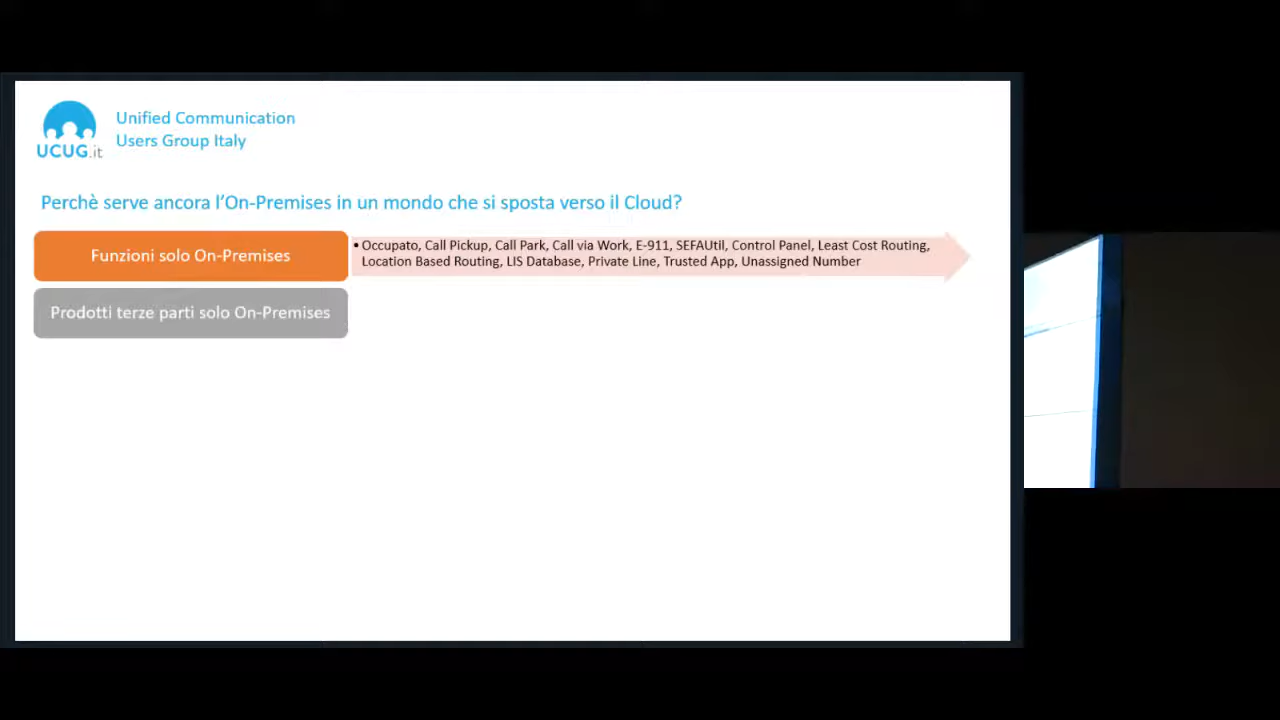 Unified Communication
Users Group Italy
UCUG.it
Perchè serve ancora l'On-Premises in un mondo che si sposta verso il Cloud?
Funzioni solo On-Premises
• Occupato, Call Pickup, Call Park, Call via Work, E-911, SEFAUtil, Control Panel, Least Cost Routing,
Location Based Routing, LIS Database, Private Line, Trusted App, Unassigned Number
Prodotti terze parti solo On-Premises